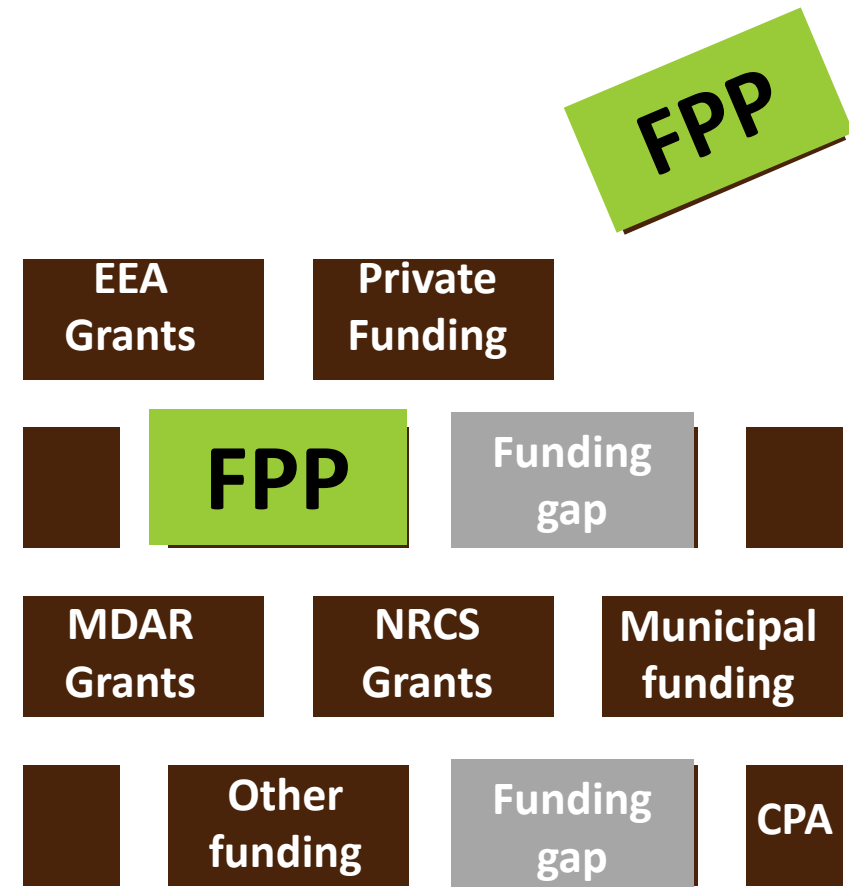 FPP
EEA
Grants
Private
Funding
FPP
Funding
gap
MDAR
Grants
NRCS
Grants
Municipal
funding
Other
funding
Funding
gap
CPA